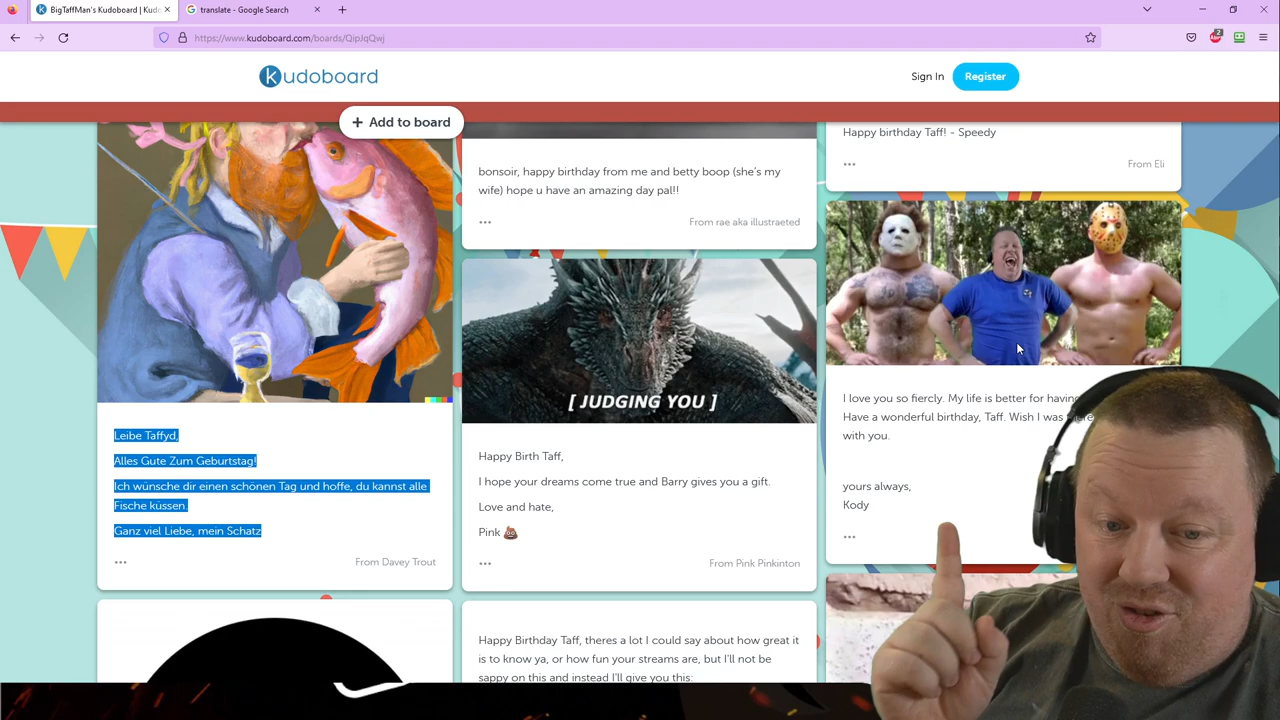 BigTaffMan's Kudoboard | Kudo
translate - Google Search
https://www.kudoboard.com/boards/QipJqQwj
2
kudoboard
Sign In
Register
+ Add to board
Leibe Taffyd,
Alles Gute Zum Geburtstag!
Ich wünsche dir einen schönen Tag und hoffe, du kannst alle
Fische küssen.
Ganz viel Liebe, mein Schatz
From Davey Trout
bonsoir, happy birthday from me and betty boop (she's my
wife) hope u have an amazing day pal!!
From rae aka illustraeted
[ JUDGING YOU ]
Happy Birth Taff,
I hope your dreams come true and Barry gives you a gift.
Love and hate,
Pink 💩
From Pink Pinkinton
Happy Birthday Taff, theres a lot I could say about how great it
is to know ya, or how fun your streams are, but I'll not be
sappy on this and instead I'll give you this:
Happy birthday Taff! - Speedy
From Eli
I love you so fiercly. My life is better for having
Have a wonderful birthday, Taff. Wish I was there
with you.
yours always,
Kody